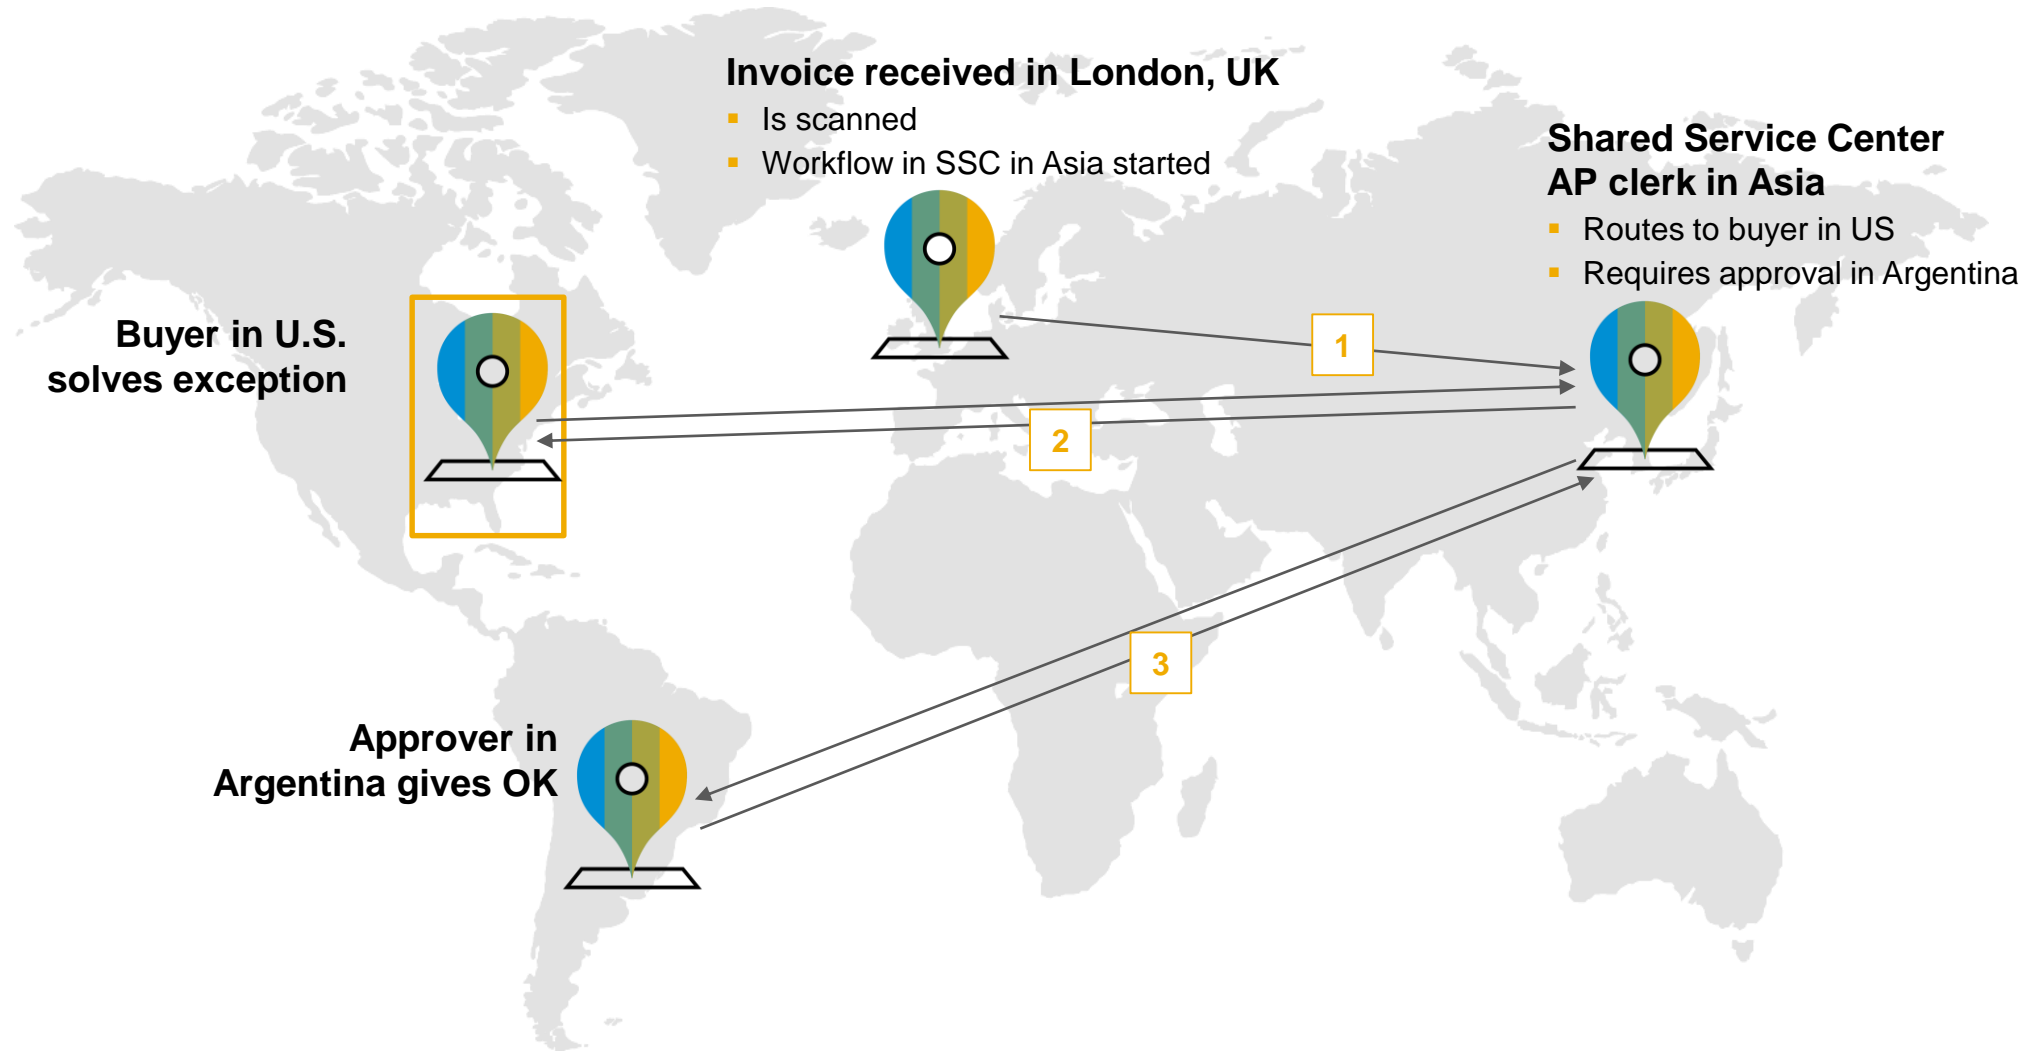 Invoice received in London, UK
▪ Is scanned
▪ Workflow in SSC in Asia started
Shared Service Center
AP clerk in Asia
▪ Routes to buyer in US
▪ Requires approval in Argentina
Buyer in U.S.
solves exception
1
2
3
Approver in
Argentina gives OK